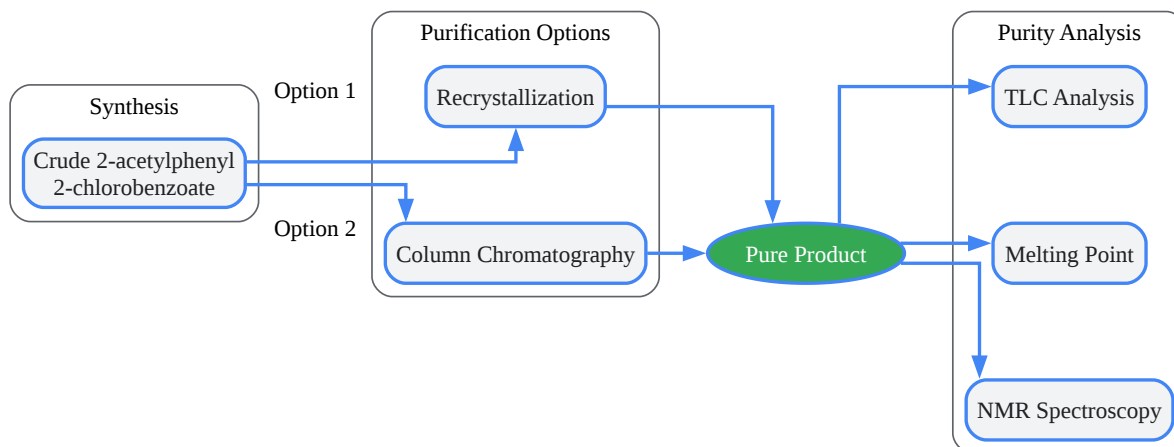 Synthesis
Crude 2-acetylphenyl
2-chlorobenzoate
Option 1
Option 2
Purification Options
Recrystallization
Column Chromatography
Pure Product
Purity Analysis
TLC Analysis
Melting Point
NMR Spectroscopy